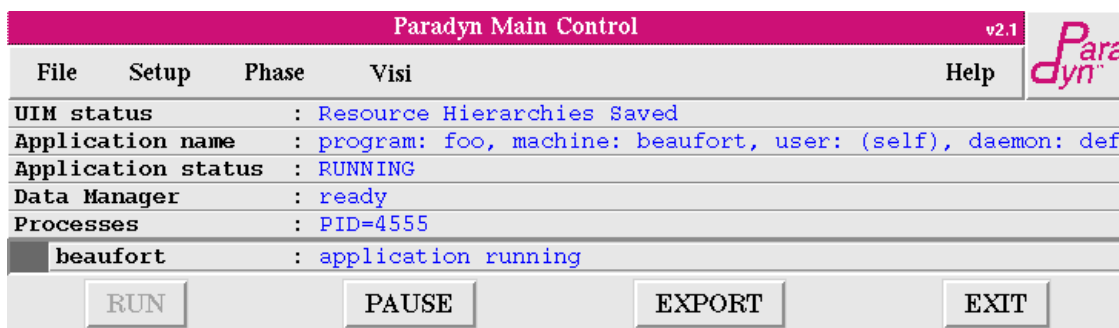 Paradyn Main Control v2.1
Para
dyn™
File Setup Phase Visi Help
UIM status : Resource Hierarchies Saved
Application name : program: foo, machine: beaufort, user: (self), daemon: def
Application status : RUNNING
Data Manager : ready
Processes : PID=4555
beaufort : application running
RUN PAUSE EXPORT EXIT